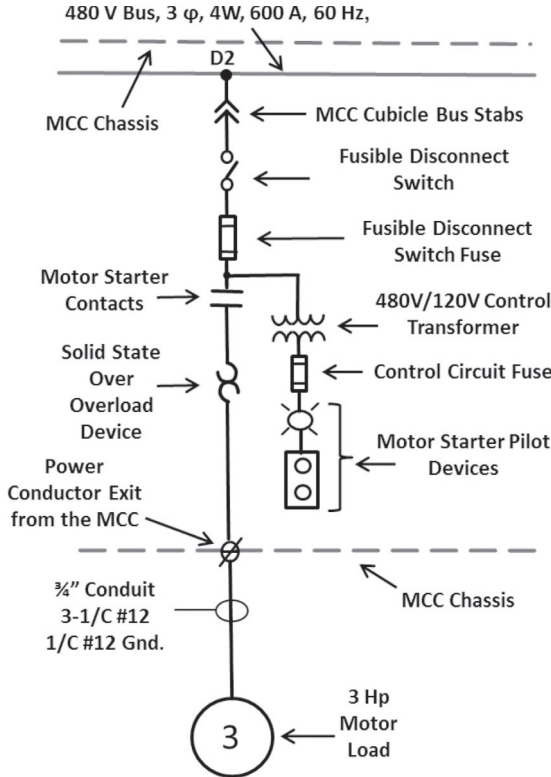 480 V Bus, 3 φ, 4W, 600 A, 60 Hz,
D2
MCC Chassis
MCC Cubicle Bus Stabs
Fusible Disconnect
Switch
Fusible Disconnect
Switch Fuse
Motor Starter
Contacts
480V/120V Control
Transformer
Solid State
Over
Overload
Device
Control Circuit Fuse
Motor Starter Pilot
Devices
Power
Conductor Exit
from the MCC
MCC Chassis
¾” Conduit
3-1/C #12
1/C #12 Gnd.
3
3 Hp
Motor
Load